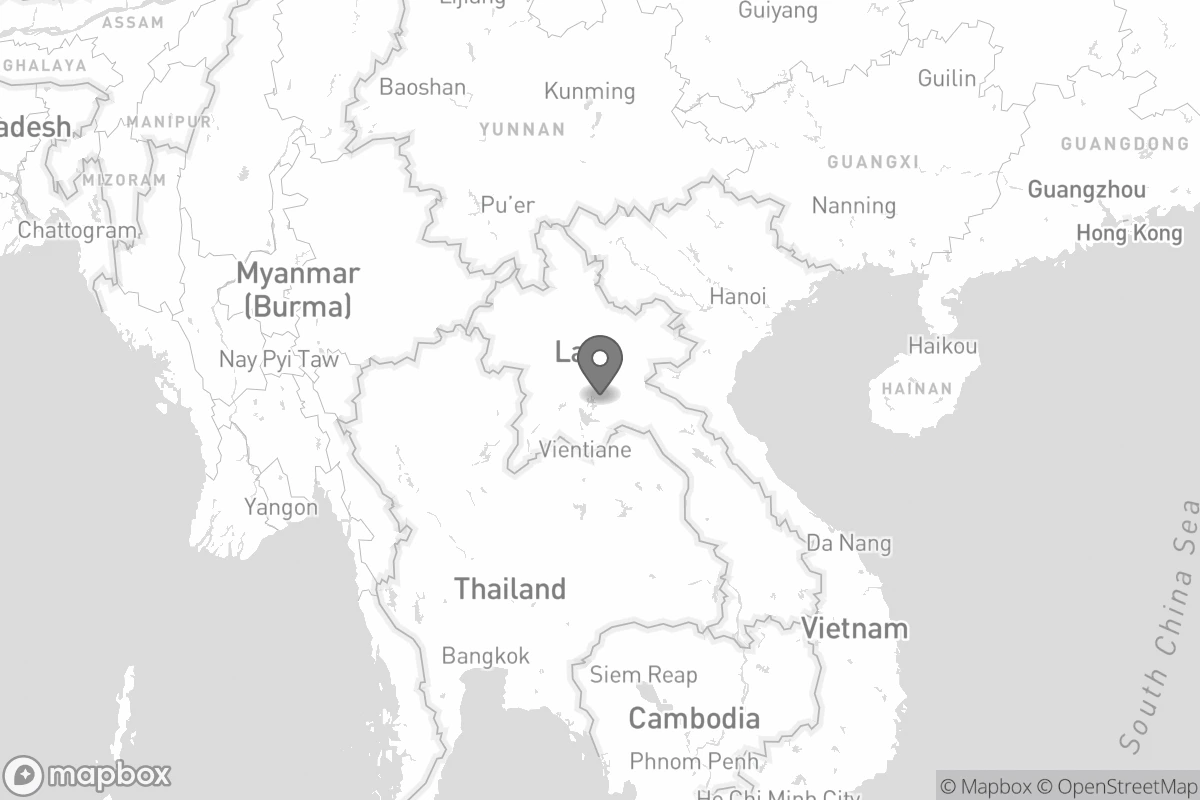 Lijiang
Guiyang
ASSAM
GHALAYA
Baoshan
Kunming
Guilin
adesh
MANIPUR
YUNNAN
GUANGDONG
GUANGXI
MIZORAM
Guangzhou
Pu'er
Nanning
Chattogram
Hong Kong
Myanmar
(Burma)
Hanoi
Haikou
La
Nay Pyi Taw
HAINAN
Vientiane
Yangon
Da Nang
Thailand
Vietnam
South China Sea
Bangkok
Siem Reap
Cambodia
Phnom Penh
mapbox
© Mapbox © OpenStreetMap
Ho Chi Minh City